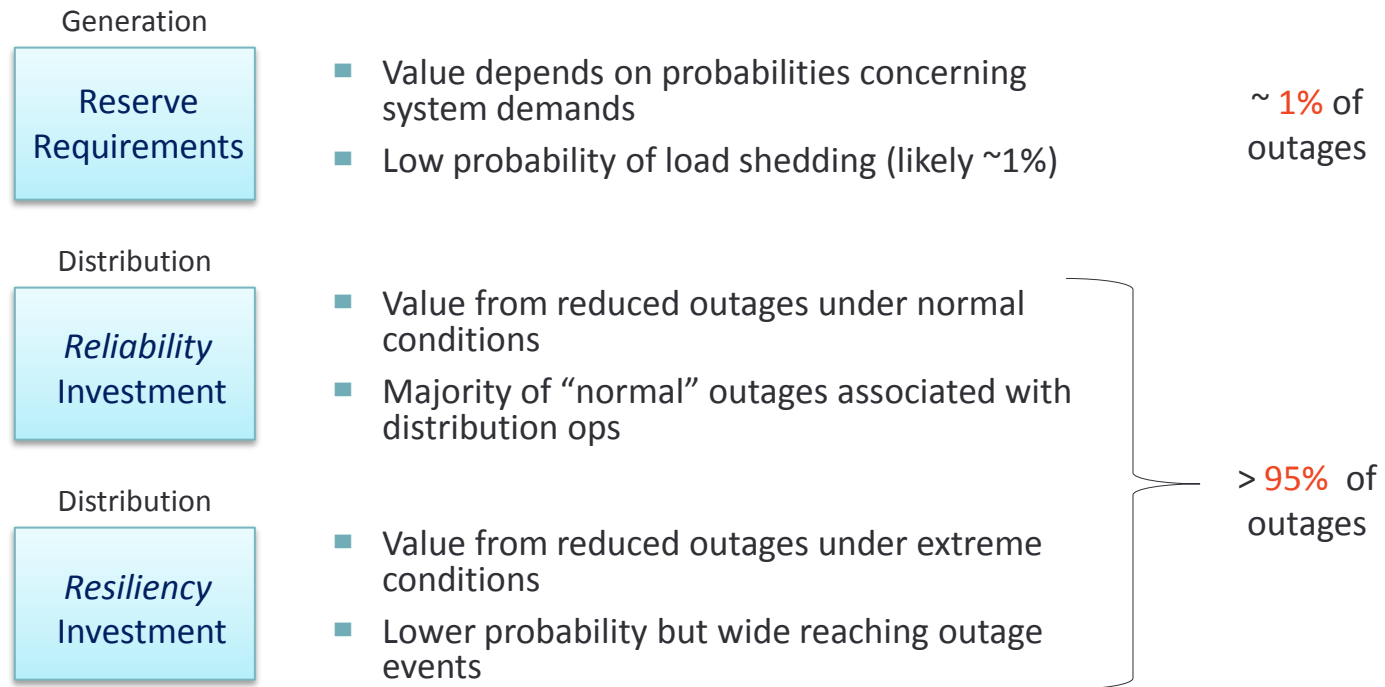 Generation
Reserve
Requirements
Value depends on probabilities concerning
system demands
Low probability of load shedding (likely ~1%)
~ 1% of
outages
Distribution
Reliability
Investment
Value from reduced outages under normal
conditions
Majority of “normal” outages associated with
distribution ops
> 95% of
outages
Distribution
Resiliency
Investment
Value from reduced outages under extreme
conditions
Lower probability but wide reaching outage
events